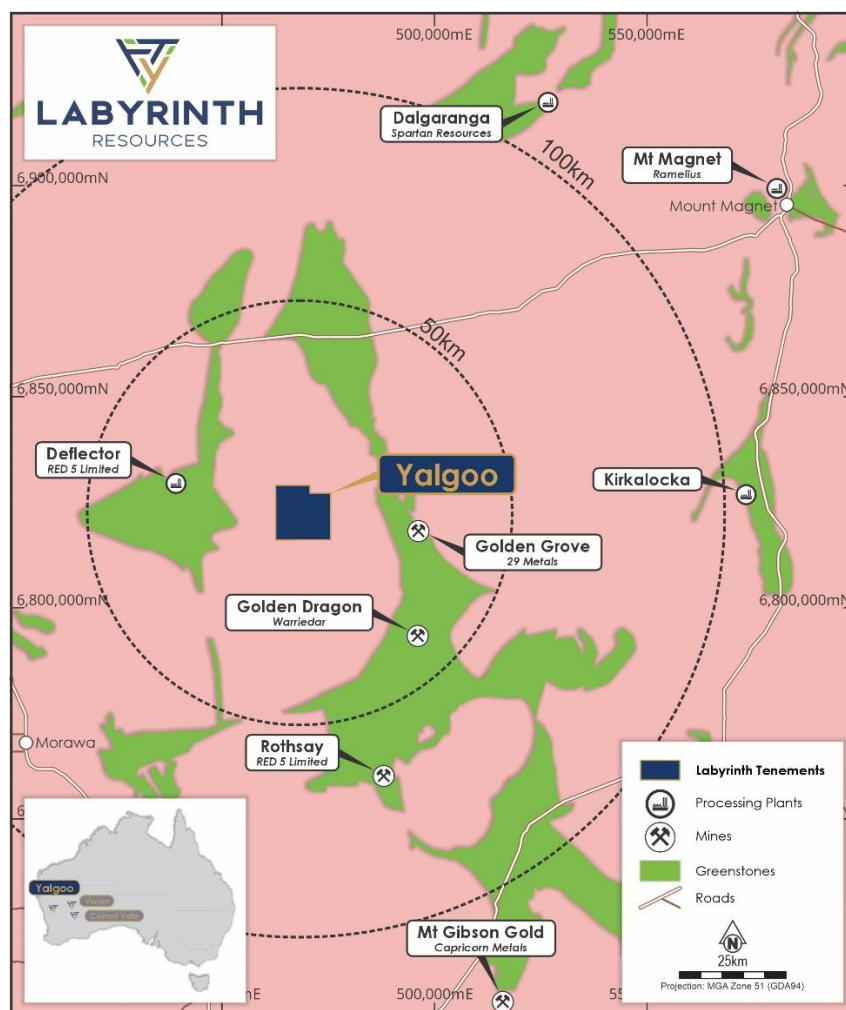 LABYRINTH
RESOURCES
500,000mE
550,000mE
Dalgaranga
Spartan Resources
100km
Mt Magnet
Ramelius
6,900,000mN
Mount Magnet
50km
6,850,000mN
6,850,000mN
Deflector
RED 5 Limited
Yalgoo
Kirkalocka
Golden Grove
29 Metals
6,800,000mN
6,800,000mN
Golden Dragon
Warriedar
Morawa
Rothsay
RED 5 Limited
Labyrinth Tenements
Processing Plants
Mines
Greenstones
Roads
N
25km
Projection: MGA Zone 51 (GDA94)
Yalgoo
Vivien
Comet Vale
Mt Gibson Gold
Capricorn Metals
500,000mE